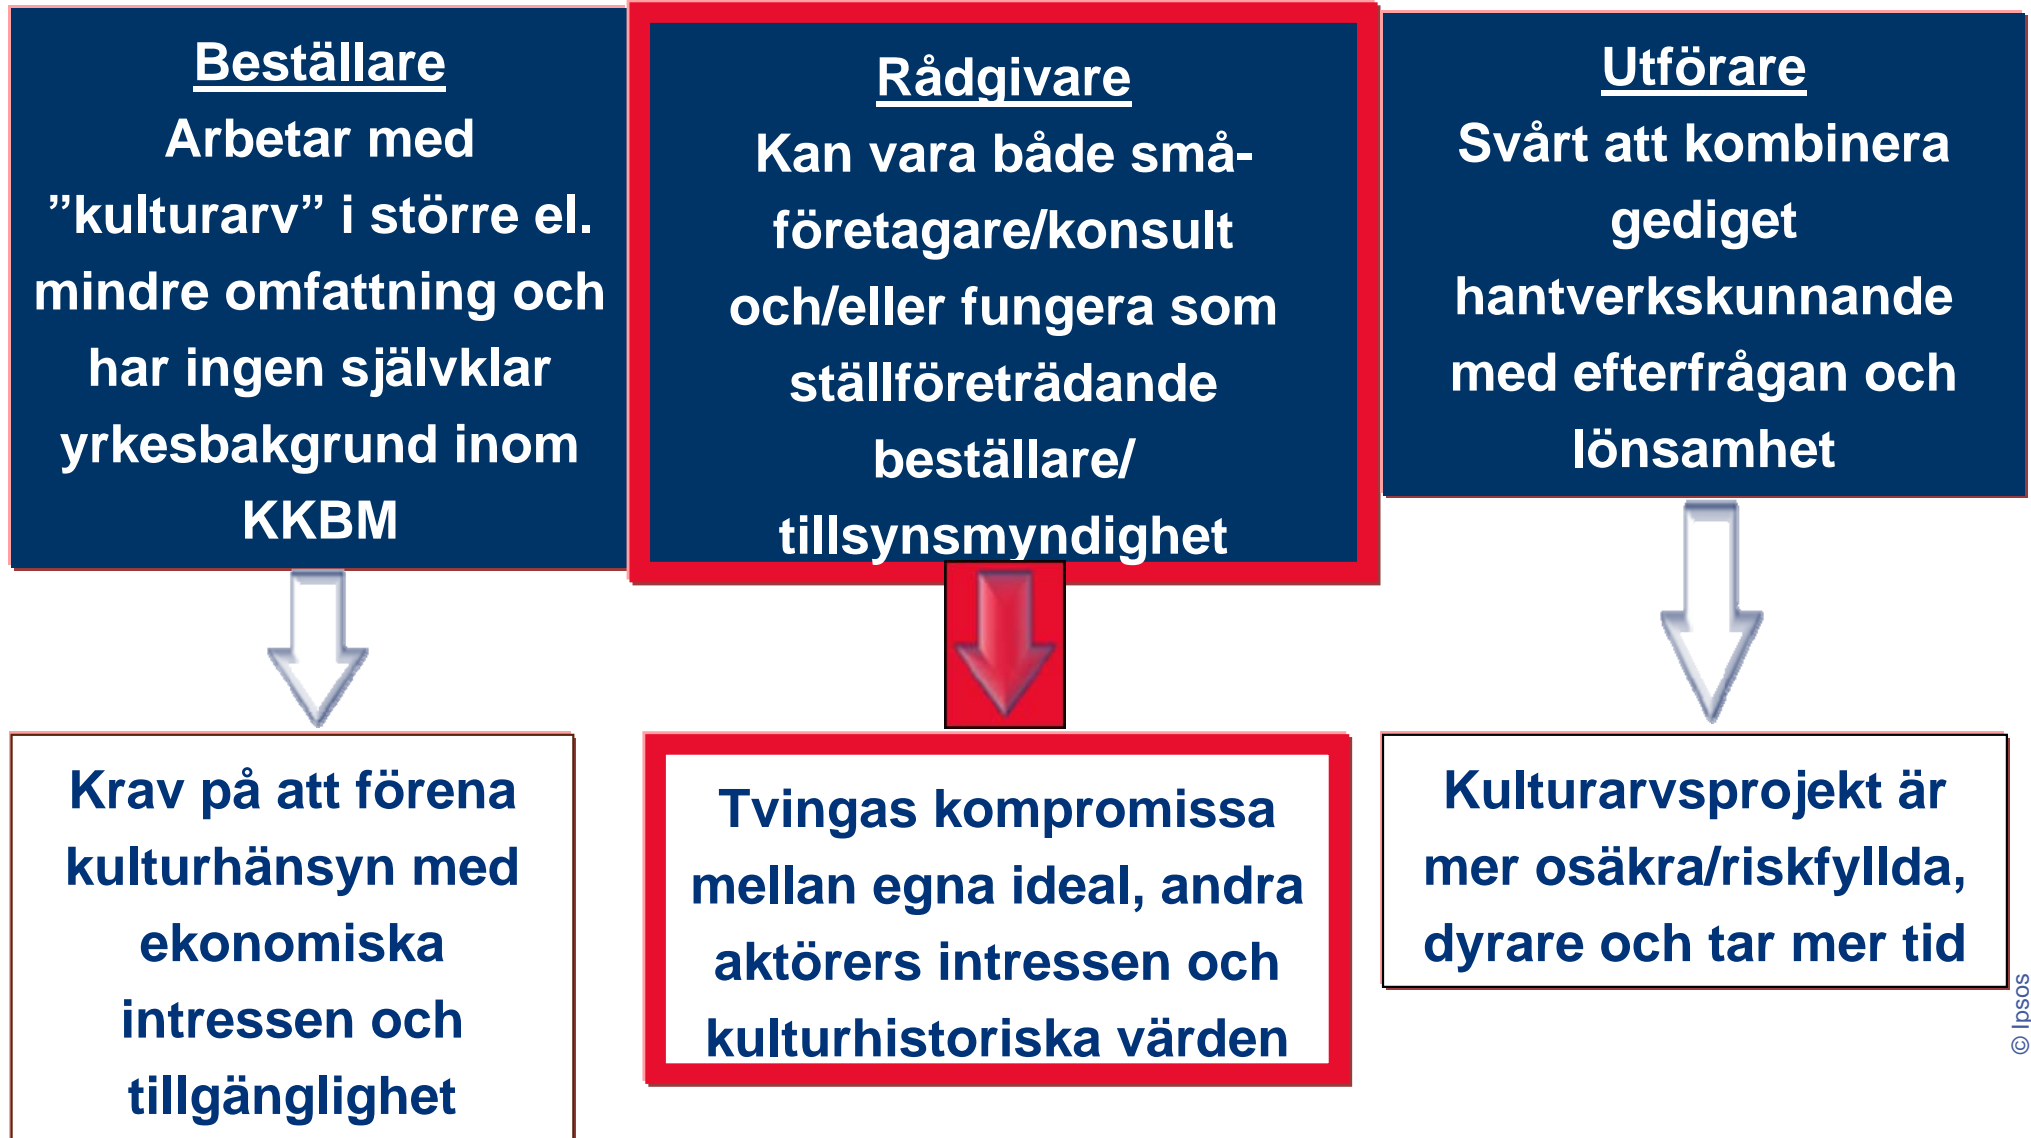 Beställare
Arbetar med
”kulturarv” i större el.
mindre omfattning och
har ingen självklar
yrkesbakgrund inom
KKBM
Rådgivare
Kan vara både små-
företagare/konsult
och/eller fungera som
ställföreträdande
beställare/
tillsynsmyndighet
Utförare
Svårt att kombinera
gediget
hantverkskunnande
med efterfrågan och
lönsamhet
Krav på att förena
kulturhänsyn med
ekonomiska
intressen och
tillgänglighet
Tvingas kompromissa
mellan egna ideal, andra
aktörers intressen och
kulturhistoriska värden
Kulturarvsprojekt är
mer osäkra/riskfyllda,
dyrare och tar mer tid
© Ipsos